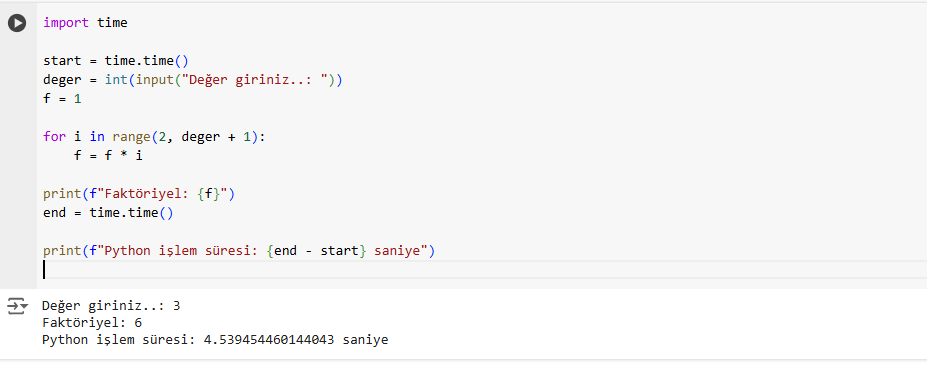 import time
start = time.time()
deger = int(input("Değer giriniz..: "))
f = 1
for i in range(2, deger + 1):
    f = f * i
print(f"Faktöriyel: {f}")
end = time.time()
print(f"Python işlem süresi: {end - start} saniye")
Değer giriniz..: 3
Faktöriyel: 6
Python işlem süresi: 4.539454460144043 saniye